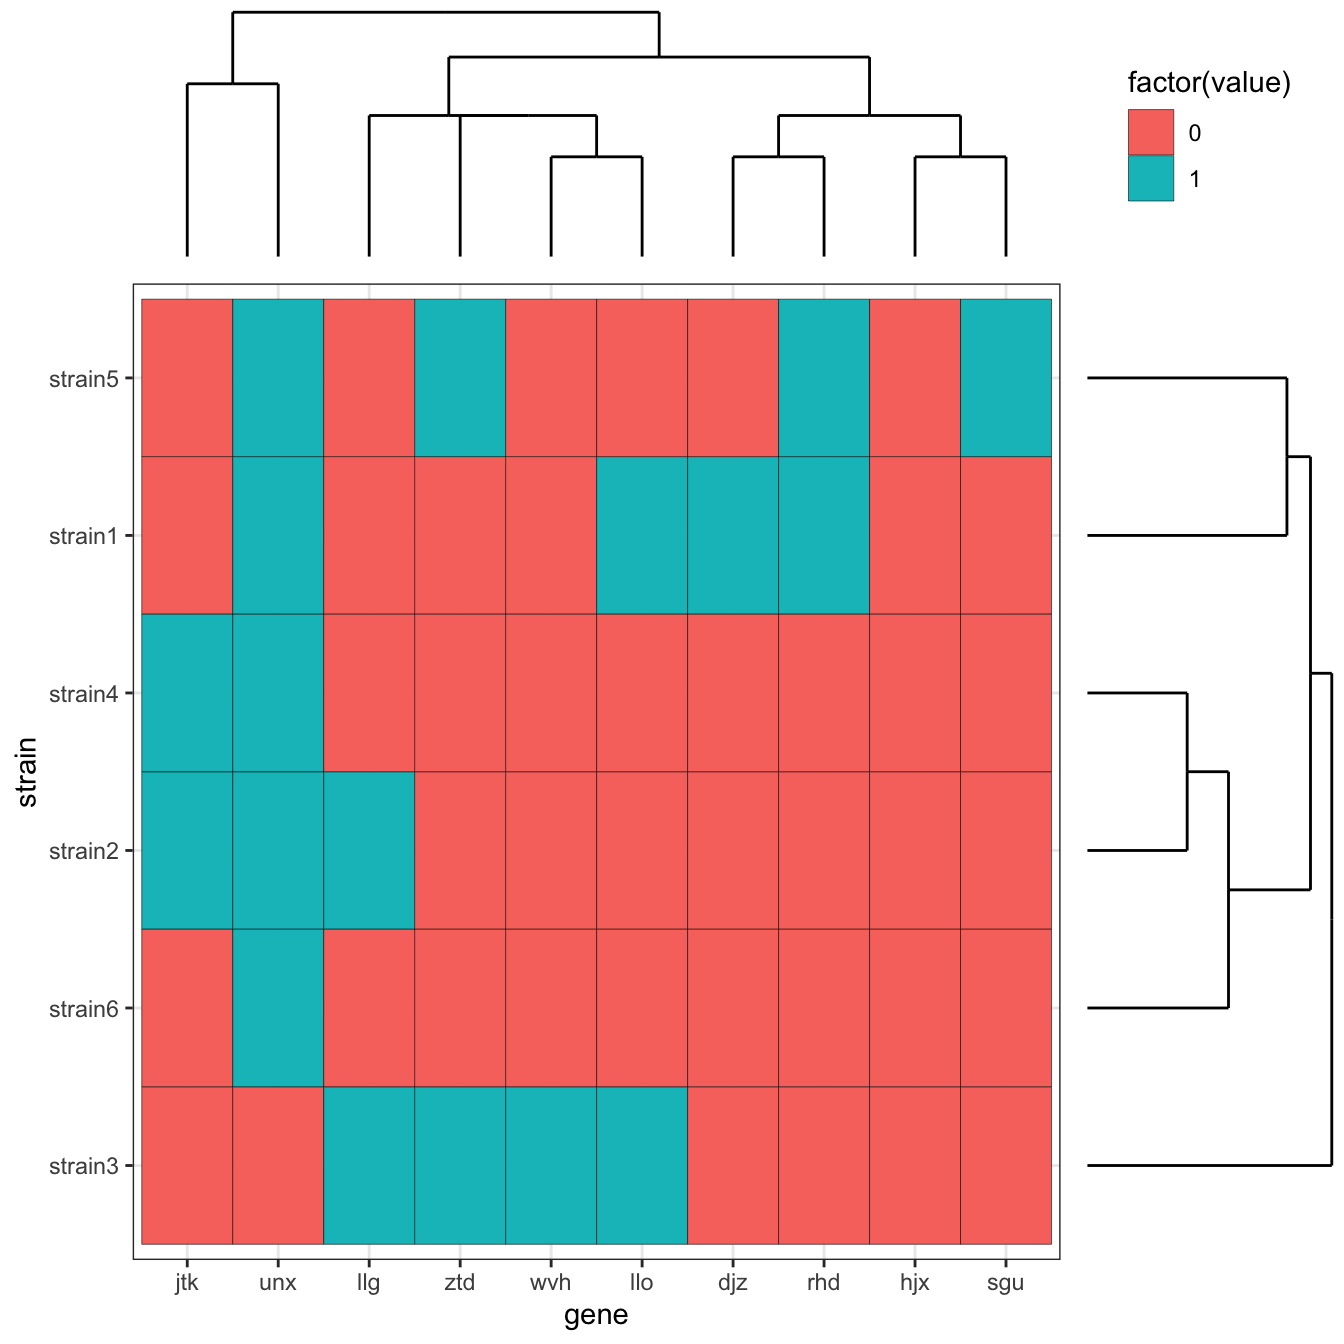 factor(value)
0
1
strain5
strain1
strain4
strain2
strain6
strain3
strain
jtk unx llg ztd wvh llo djz rhd hjx sgu
gene